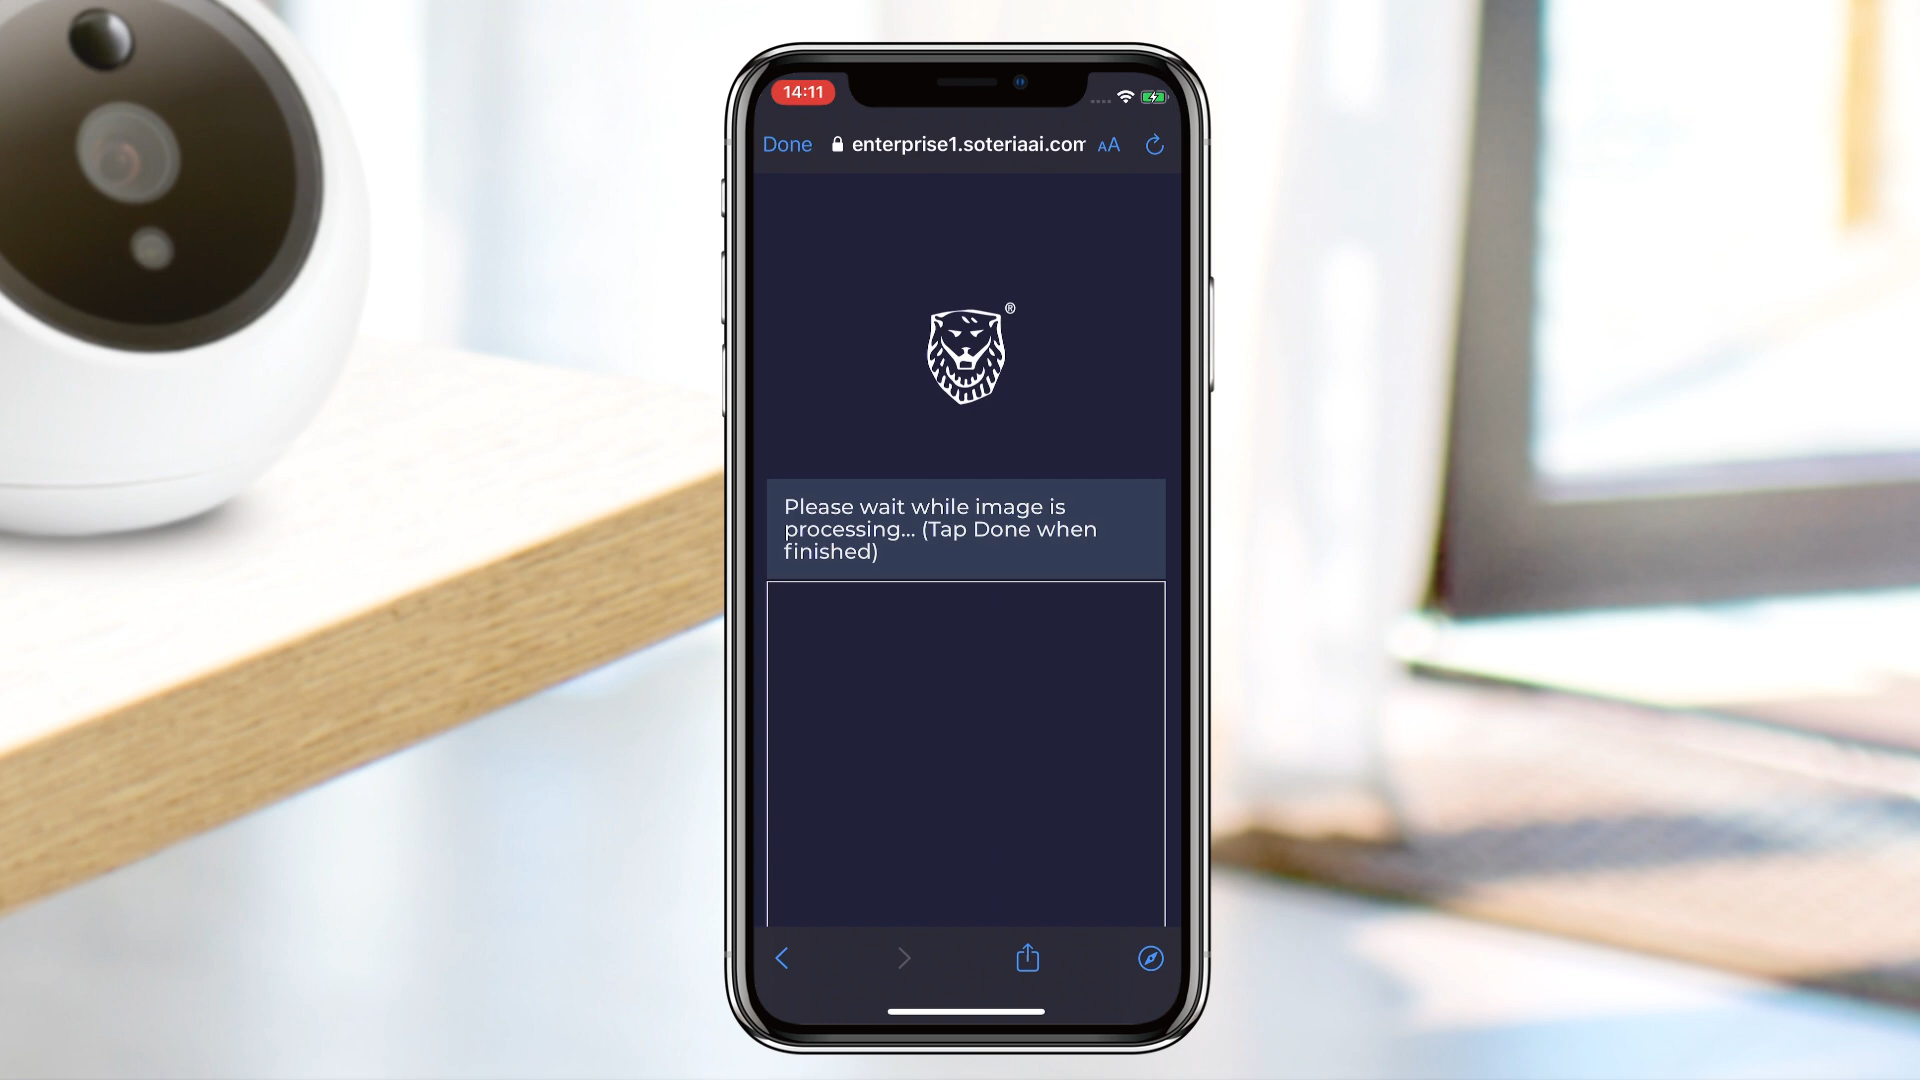 14:11
Done enterprise1.soteriaai.com AA
®
Please wait while image is
processing... (Tap Done when
finished)